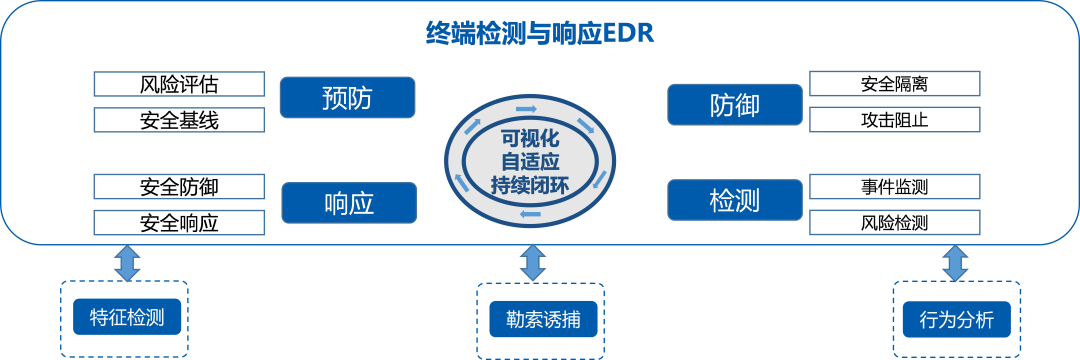 终端检测与响应EDR
风险评估
安全基线
预防
安全防御
安全响应
响应
可视化
自适应
持续闭环
防御
安全隔离
攻击阻止
检测
事件监测
风险检测
特征检测
勒索诱捕
行为分析